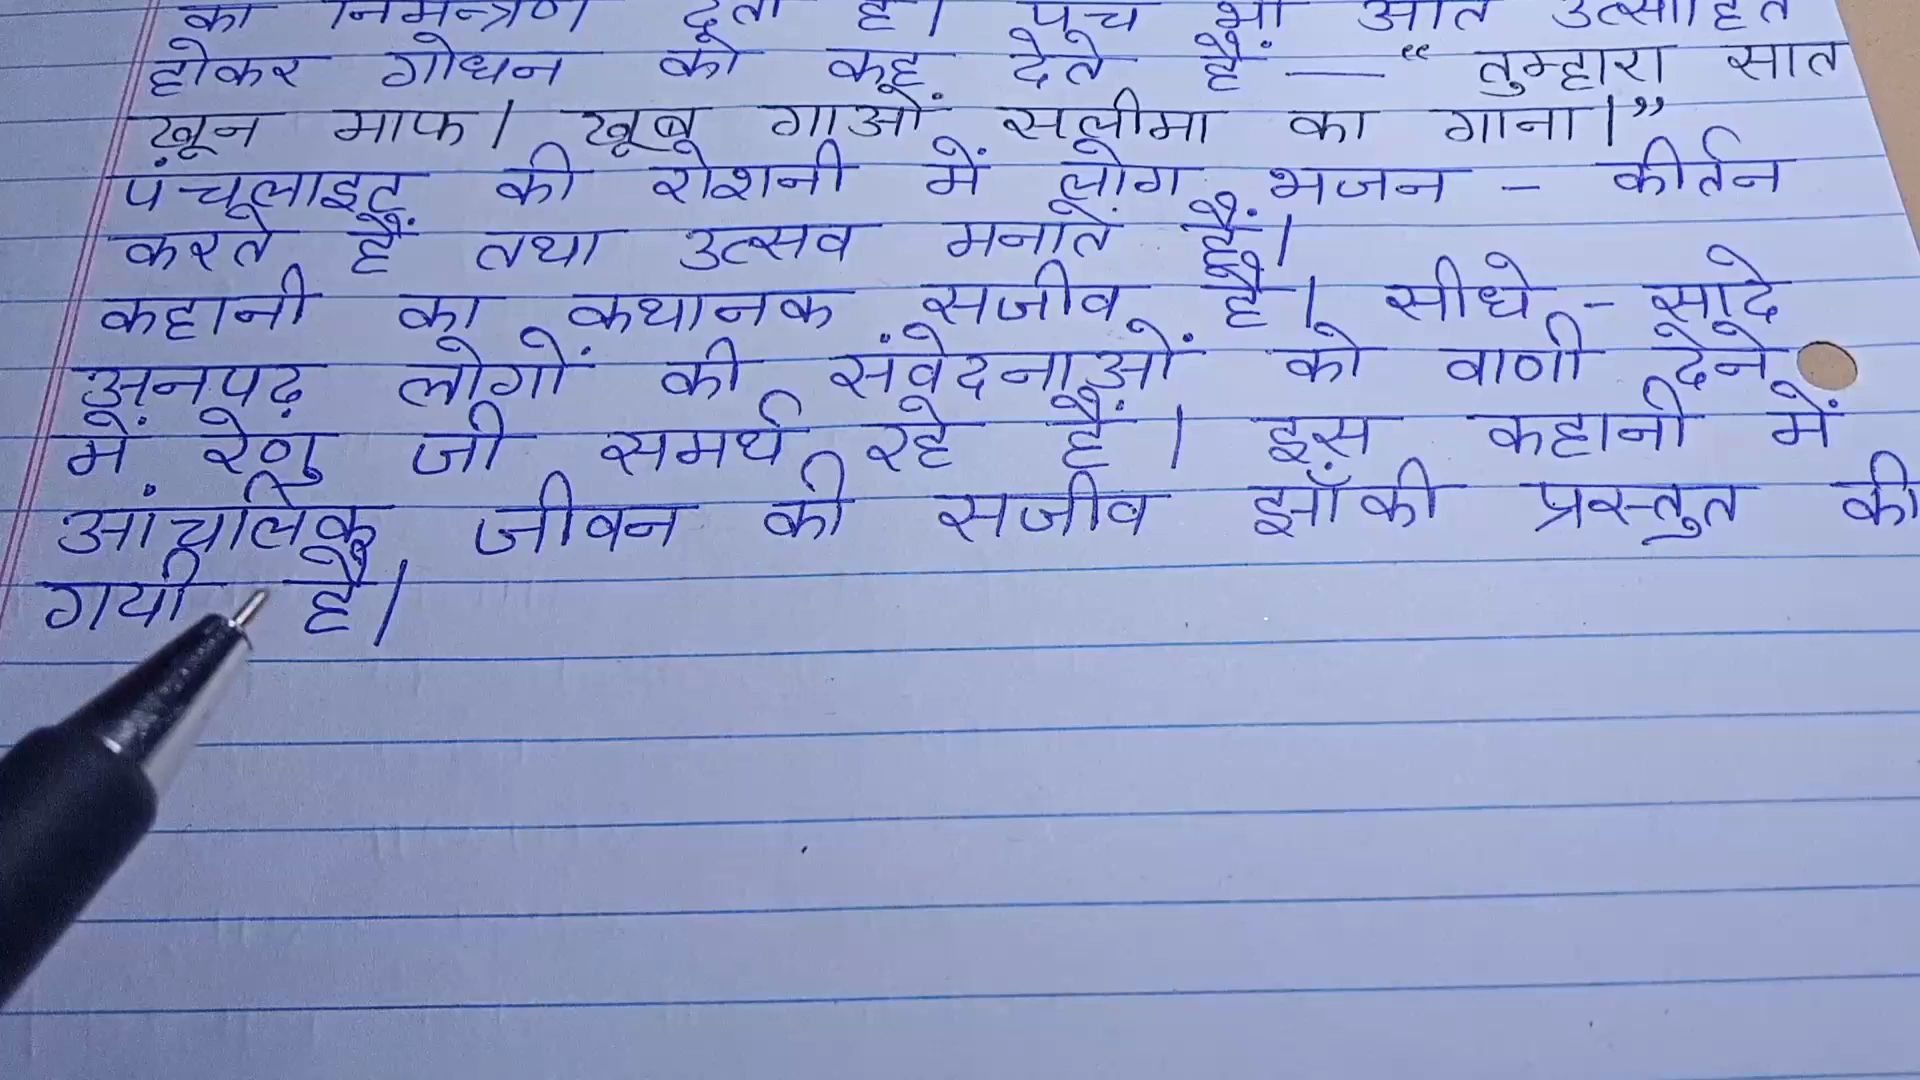 का निमन्त्रण देता है। पंच भी अति उत्साहित
होकर गोधन को कह देते हैं — “तुम्हारा सात
खून माफ। खूब गाओ सलीमा का गाना।”
पंचलाइट की रोशनी में लोग भजन - कीर्तन
करते हैं तथा उत्सव मनाते हैं।
कहानी का कथानक सजीव है। सीधे - सादे
अनपढ़ लोगों की संवेदनाओं को वाणी देने
में रेणु जी समर्थ रहे हैं। इस कहानी में
आंचलिक जीवन की सजीव झाँकी प्रस्तुत की
गयी है।